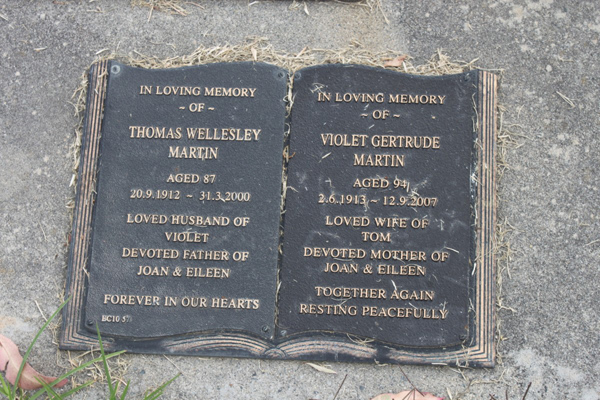 IN LOVING MEMORY
~ OF ~
THOMAS WELLESLEY
MARTIN
AGED 87
20.9.1912 ~ 31.3.2000
LOVED HUSBAND OF
VIOLET
DEVOTED FATHER OF
JOAN & EILEEN
FOREVER IN OUR HEARTS
BC10 57
IN LOVING MEMORY
~ OF ~
VIOLET GERTRUDE
MARTIN
AGED 94
2.6.1913 ~ 12.9.2007
LOVED WIFE OF
TOM
DEVOTED MOTHER OF
JOAN & EILEEN
TOGETHER AGAIN
RESTING PEACEFULLY